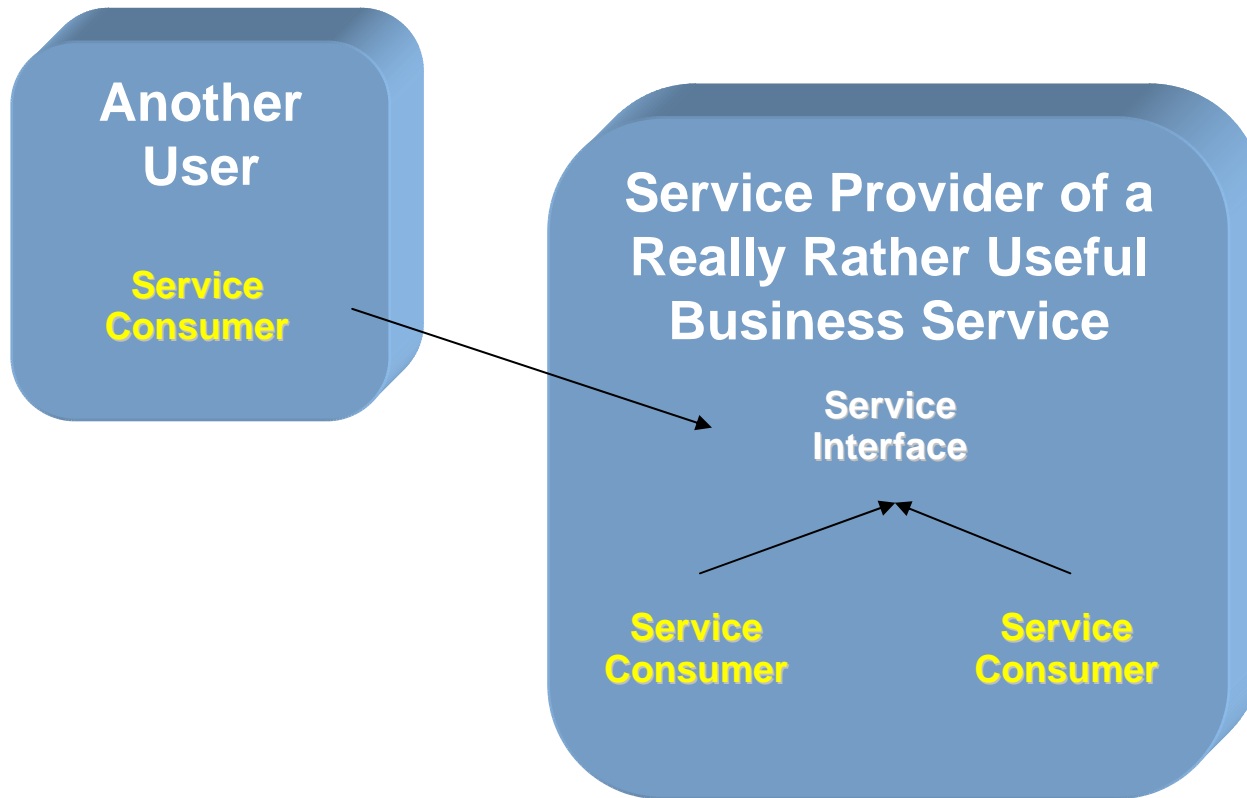 Another
User
Service
Consumer
Service Provider of a
Really Rather Useful
Business Service
Service
Interface
Service
Consumer
Service
Consumer